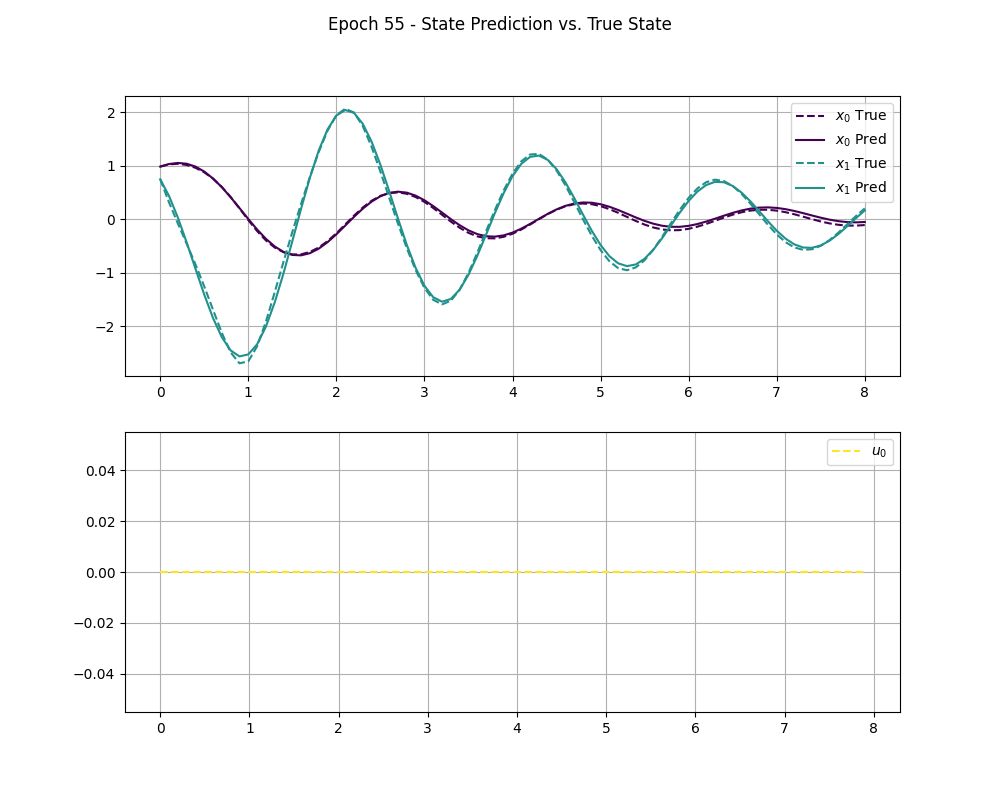 Epoch 55 - State Prediction vs. True State
2
1
0
−1
−2
x₀ True
x₀ Pred
x₁ True
x₁ Pred
0 1 2 3 4 5 6 7 8
0.04
0.02
0.00
−0.02
−0.04
u₀
0 1 2 3 4 5 6 7 8